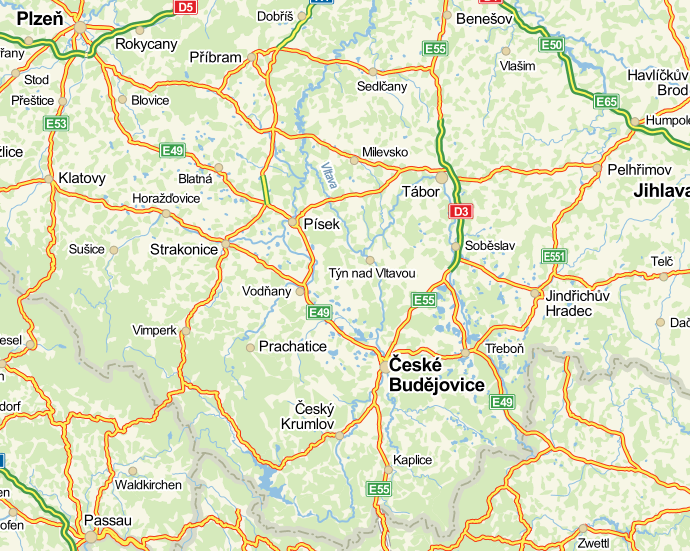 D5
Dobříš
Benešov
Plzeň
Rokycany
E55
E50
Příbram
Vlašim
Stod
Sedlčany
Havlíčkův
Brod
Přeštice
Blovice
E65
E53
Humpole
E49
Milevsko
Klatovy
Blatná
Vltava
Pelhřimov
Tábor
Jihlava
Horažďovice
D3
Písek
Sušice
Strakonice
Soběslav
E551
Telč
Týn nad Vltavou
Vodňany
E55
Jindřichův
Hradec
E49
Vimperk
Prachatice
Třeboň
České
Budějovice
E49
Český
Krumlov
Kaplice
Waldkirchen
E55
Passau
Zwettl